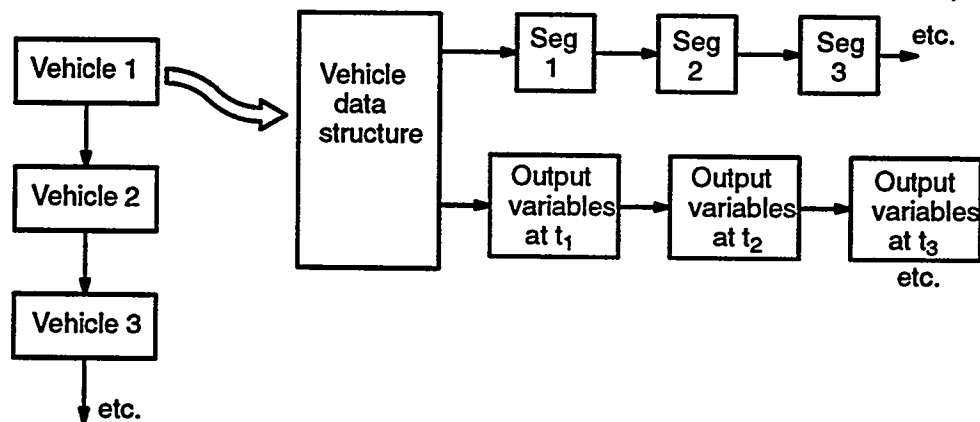 Vehicle 1
Vehicle 2
Vehicle 3
etc.
Vehicle
data
structure
Seg
1
Seg
2
Seg
3
etc.
Output
variables
at t₁
Output
variables
at t₂
Output
variables
at t₃
etc.